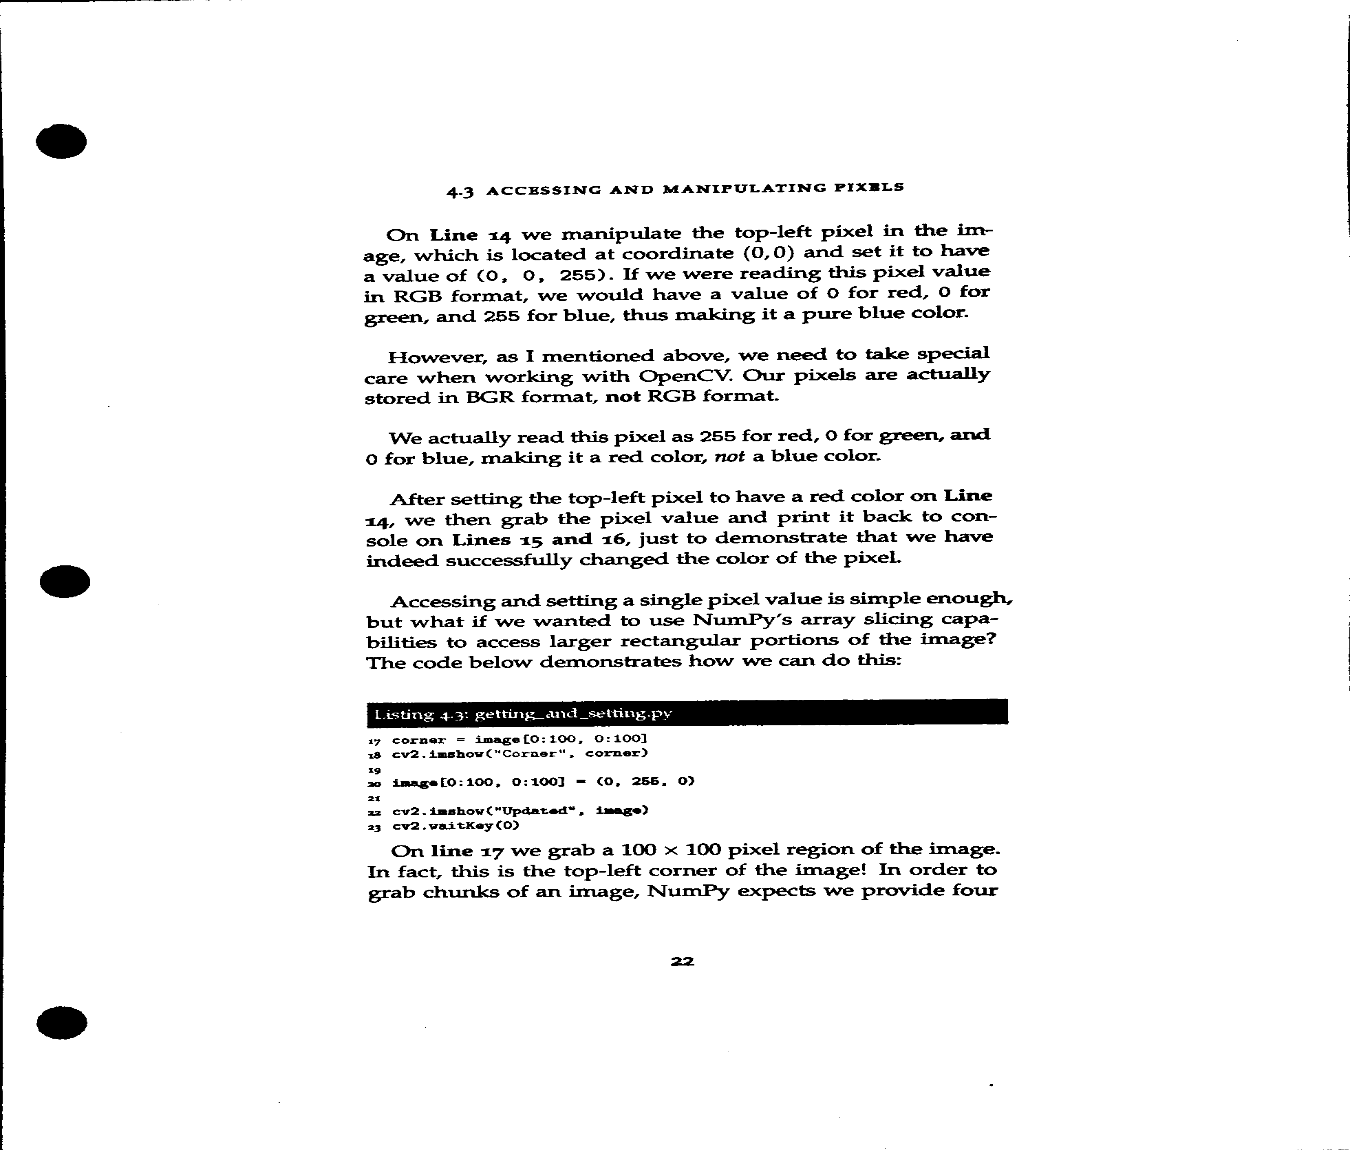 4.3 ACCESSING AND MANIPULATING PIXELS
On Line 14 we manipulate the top-left pixel in the im-
age, which is located at coordinate (0,0) and set it to have
a value of (0, 0, 255). If we were reading this pixel value
in RGB format, we would have a value of 0 for red, 0 for
green, and 255 for blue, thus making it a pure blue color.
However, as I mentioned above, we need to take special
care when working with OpenCV. Our pixels are actually
stored in BGR format, not RGB format.
We actually read this pixel as 255 for red, 0 for green, and
0 for blue, making it a red color, not a blue color.
After setting the top-left pixel to have a red color on Line
14, we then grab the pixel value and print it back to con-
sole on Lines 15 and 16, just to demonstrate that we have
indeed successfully changed the color of the pixel.
Accessing and setting a single pixel value is simple enough,
but what if we wanted to use NumPy's array slicing capa-
bilities to access larger rectangular portions of the image?
The code below demonstrates how we can do this:
Listing 4.3: getting_and_setting.py
17 corner = image[0:100, 0:100]
18 cv2.imshow("Corner", corner)
19
20 image[0:100, 0:100] = (0, 255, 0)
21
22 cv2.imshow("Updated", image)
23 cv2.waitKey(0)
On line 17 we grab a 100 × 100 pixel region of the image.
In fact, this is the top-left corner of the image! In order to
grab chunks of an image, NumPy expects we provide four
22